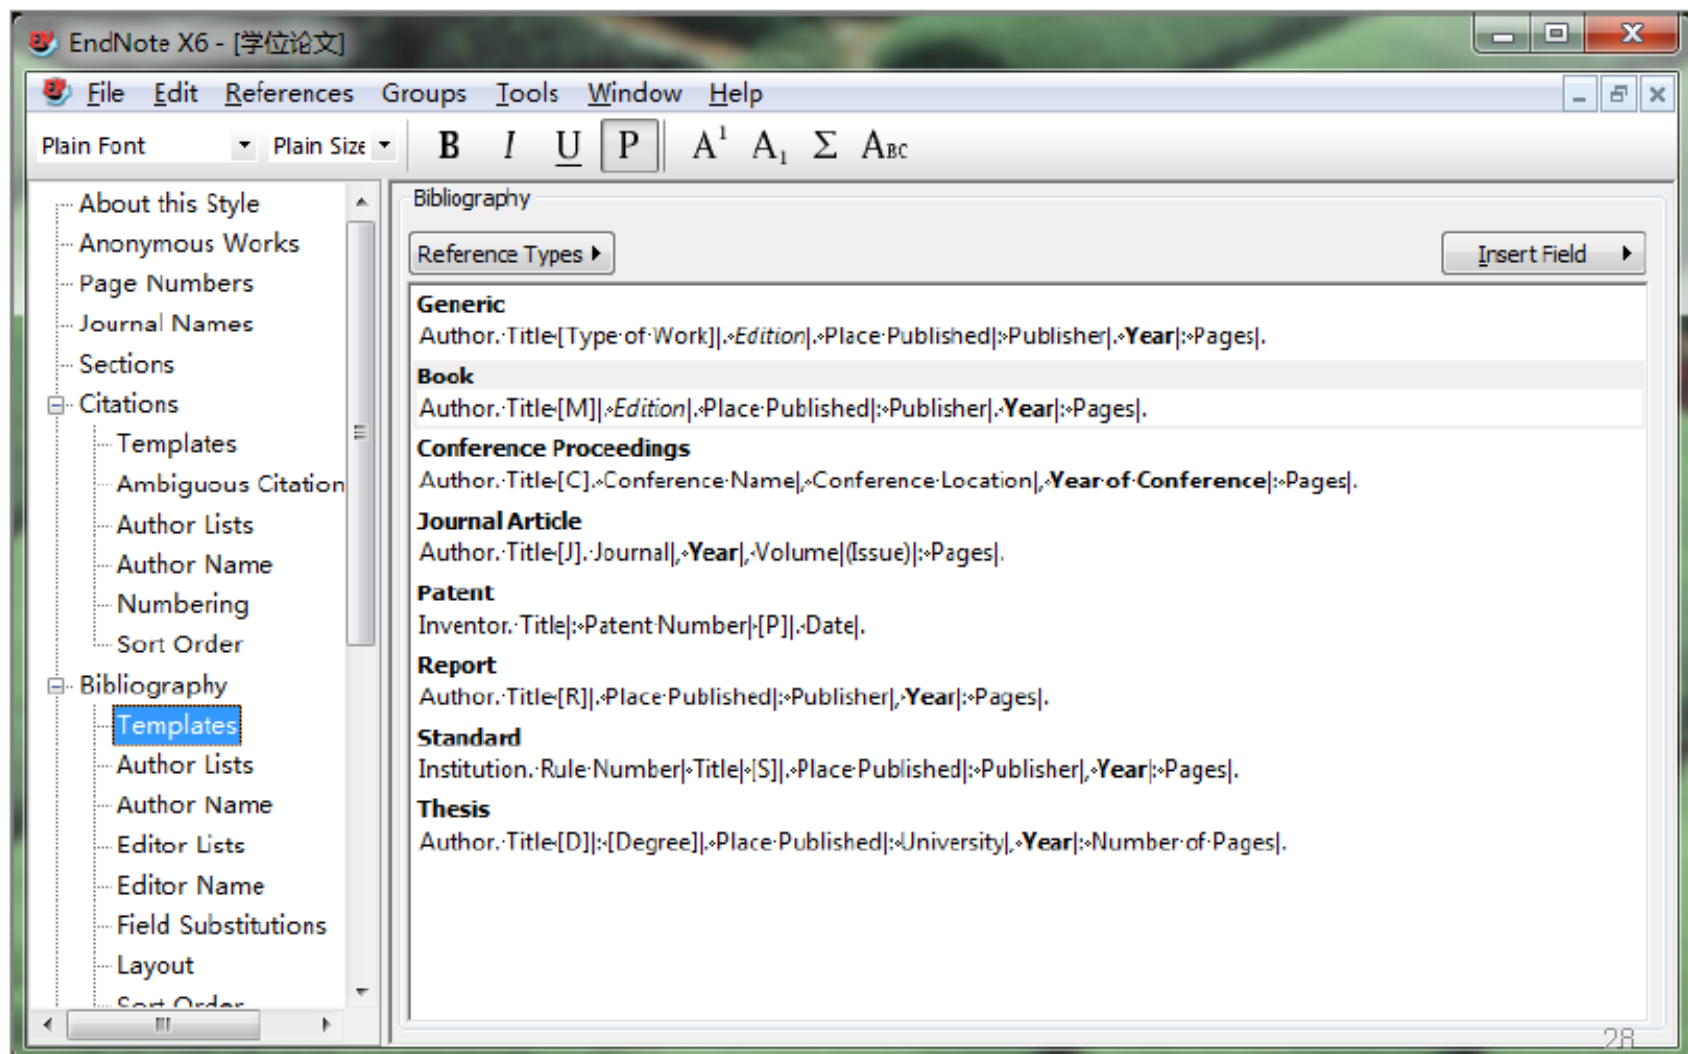 EndNote X6 - [学位论文]
File Edit References Groups Tools Window Help
Plain Font Plain Size B I U P A¹ A₁ Σ ABC
About this Style
Anonymous Works
Page Numbers
Journal Names
Sections
Citations
Templates
Ambiguous Citation
Author Lists
Author Name
Numbering
Sort Order
Bibliography
Templates
Author Lists
Author Name
Editor Lists
Editor Name
Field Substitutions
Layout
Sort Order
Bibliography
Reference Types
Insert Field
Generic
Author.·Title◦[Type·of·Work]|.◦Edition|.◦Place·Published|:◦Publisher|.◦Year|:◦Pages|.
Book
Author.·Title◦[M]|.◦Edition|.◦Place·Published|:◦Publisher|.◦Year|:◦Pages|.
Conference Proceedings
Author.·Title◦[C].◦Conference·Name|,◦Conference·Location|,◦Year·of·Conference|:◦Pages|.
Journal Article
Author.·Title◦[J].·Journal|,◦Year|,◦Volume|(Issue)|:◦Pages|.
Patent
Inventor.·Title|:◦Patent·Number|◦[P]|.◦Date|.
Report
Author.·Title◦[R]|.◦Place·Published|:◦Publisher|,◦Year|:◦Pages|.
Standard
Institution.·Rule·Number|◦Title|◦[S]|.◦Place·Published|:◦Publisher|,◦Year|:◦Pages|.
Thesis
Author.·Title◦[D]|:◦[Degree]|.◦Place·Published|:◦University|,◦Year|:◦Number·of·Pages|.
28